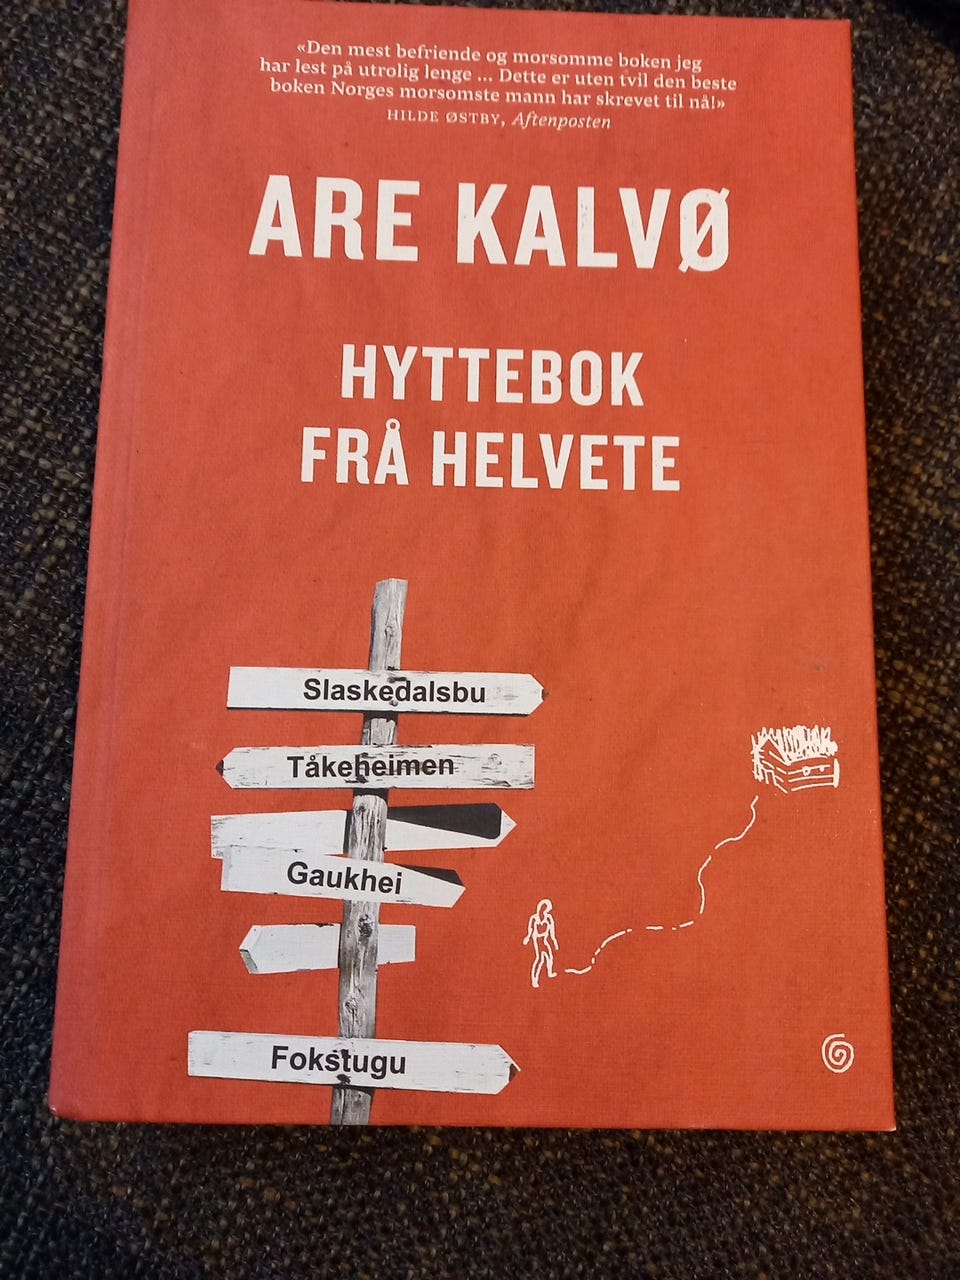 «Den mest befriende og morsomme boken jeg
har lest på utrolig lenge ... Dette er uten tvil den beste
boken Norges morsomste mann har skrevet til nå!»
HILDE ØSTBY, Aftenposten
ARE KALVØ
HYTTEBOK
FRÅ HELVETE
Slaskedalsbu
Tåkeheimen
Gaukhei
Fokstugu